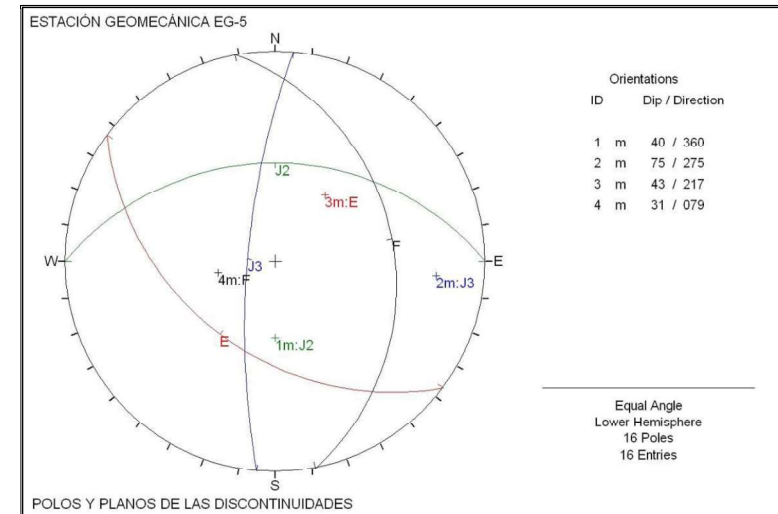 ESTACIÓN GEOMECÁNICA EG-5
N
Orientations
ID Dip / Direction
1 m 40 / 360
2 m 75 / 275
3 m 43 / 217
4 m 31 / 079
J2
3m:E
F
W
J3
E
4m:F
2m:J3
E
1m:J2
S
Equal Angle
Lower Hemisphere
16 Poles
16 Entries
POLOS Y PLANOS DE LAS DISCONTINUIDADES